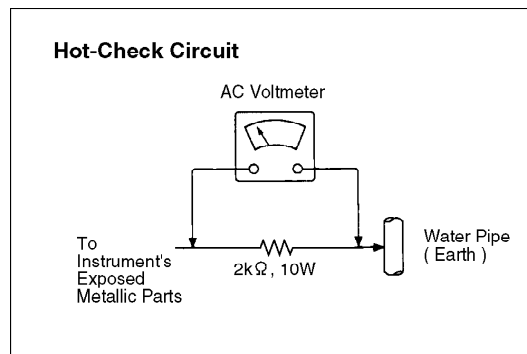 Hot-Check Circuit
AC Voltmeter
To
Instrument's
Exposed
Metallic Parts
2kΩ, 10W
Water Pipe
( Earth )